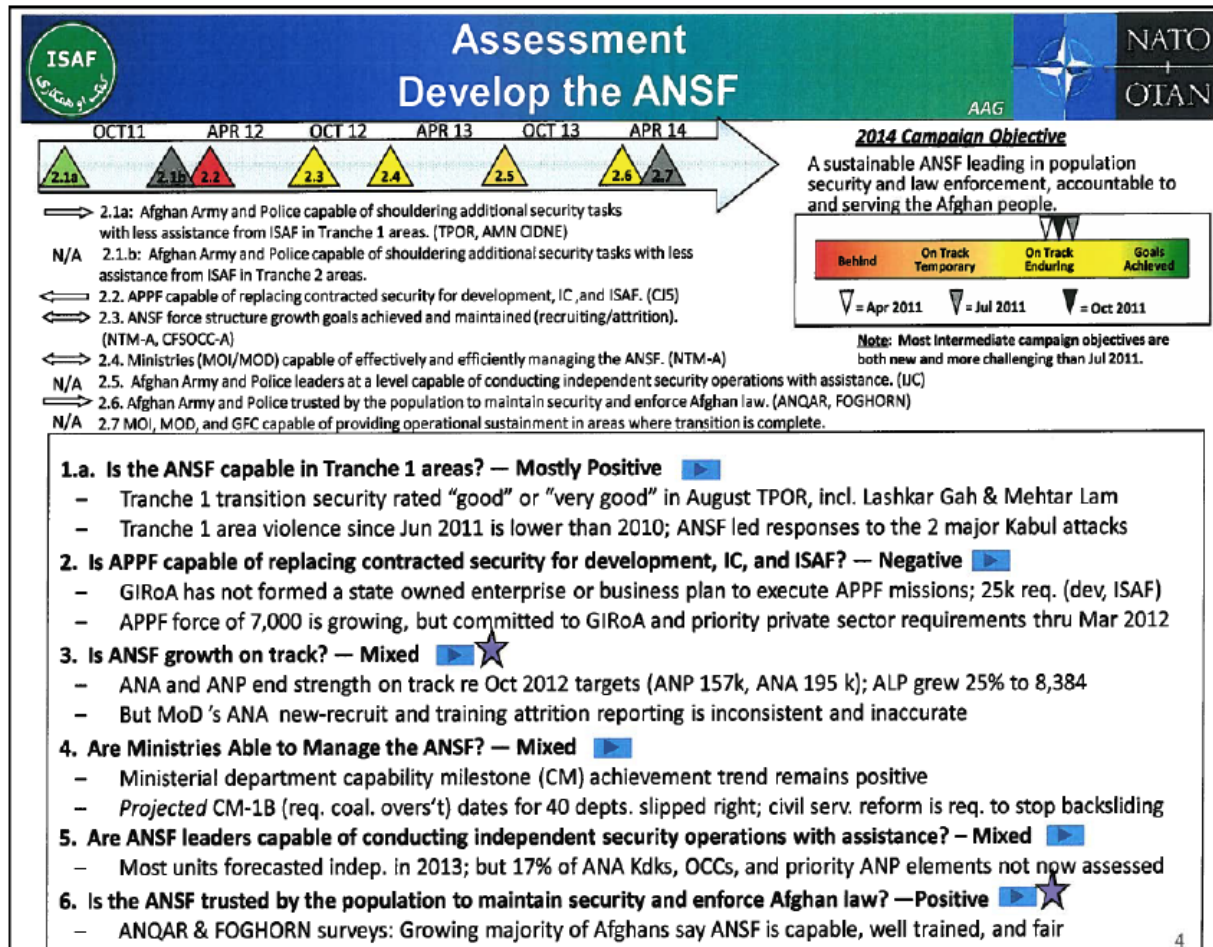 ISAF
کمک او همکاري
Assessment
Develop the ANSF
AAG
NATO
+
OTAN
OCT11 APR 12 OCT 12 APR 13 OCT 13 APR 14
2.1a 2.1b 2.2 2.3 2.4 2.5 2.6 2.7
2.1a: Afghan Army and Police capable of shouldering additional security tasks
with less assistance from ISAF in Tranche 1 areas. (TPOR, AMN CIDNE)
N/A 2.1.b: Afghan Army and Police capable of shouldering additional security tasks with less
assistance from ISAF in Tranche 2 areas.
2.2. APPF capable of replacing contracted security for development, IC ,and ISAF. (CJ5)
2.3. ANSF force structure growth goals achieved and maintained (recruiting/attrition).
(NTM-A, CFSOCC-A)
2.4. Ministries (MOI/MOD) capable of effectively and efficiently managing the ANSF. (NTM-A)
N/A 2.5. Afghan Army and Police leaders at a level capable of conducting independent security operations with assistance. (IJC)
2.6. Afghan Army and Police trusted by the population to maintain security and enforce Afghan law. (ANQAR, FOGHORN)
N/A 2.7 MOI, MOD, and GFC capable of providing operational sustainment in areas where transition is complete.
2014 Campaign Objective
A sustainable ANSF leading in population
security and law enforcement, accountable to
and serving the Afghan people.
Behind On Track Temporary On Track Enduring Goals Achieved
= Apr 2011 = Jul 2011 = Oct 2011
Note: Most Intermediate campaign objectives are
both new and more challenging than Jul 2011.
1.a. Is the ANSF capable in Tranche 1 areas? — Mostly Positive
– Tranche 1 transition security rated “good” or “very good” in August TPOR, incl. Lashkar Gah & Mehtar Lam
– Tranche 1 area violence since Jun 2011 is lower than 2010; ANSF led responses to the 2 major Kabul attacks
2. Is APPF capable of replacing contracted security for development, IC, and ISAF? — Negative
– GIRoA has not formed a state owned enterprise or business plan to execute APPF missions; 25k req. (dev, ISAF)
– APPF force of 7,000 is growing, but committed to GIRoA and priority private sector requirements thru Mar 2012
3. Is ANSF growth on track? — Mixed
– ANA and ANP end strength on track re Oct 2012 targets (ANP 157k, ANA 195 k); ALP grew 25% to 8,384
– But MoD 's ANA new-recruit and training attrition reporting is inconsistent and inaccurate
4. Are Ministries Able to Manage the ANSF? — Mixed
– Ministerial department capability milestone (CM) achievement trend remains positive
– Projected CM-1B (req. coal. overs't) dates for 40 depts. slipped right; civil serv. reform is req. to stop backsliding
5. Are ANSF leaders capable of conducting independent security operations with assistance? – Mixed
– Most units forecasted indep. in 2013; but 17% of ANA Kdks, OCCs, and priority ANP elements not now assessed
6. Is the ANSF trusted by the population to maintain security and enforce Afghan law? —Positive
– ANQAR & FOGHORN surveys: Growing majority of Afghans say ANSF is capable, well trained, and fair
4